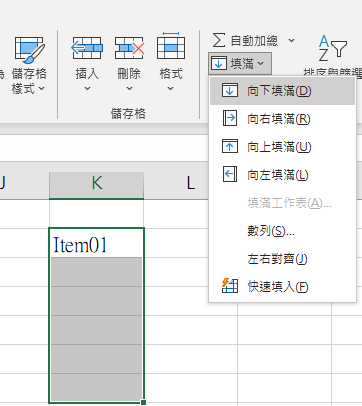 自動加總
填滿
儲存格
樣式
插入
刪除
格式
儲存格
排序與篩選
向下填滿(D)
向右填滿(R)
向上填滿(U)
向左填滿(L)
填滿工作表(A)...
數列(S)...
左右對齊(J)
快速填入(F)
K
L
Item01